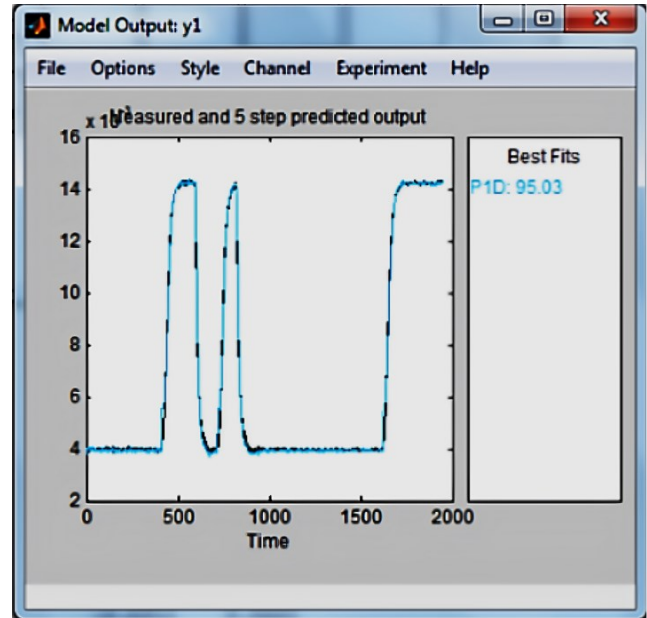 Model Output: y1
File Options Style Channel Experiment Help
Measured and 5 step predicted output
x 10
16
14
12
10
8
6
4
2
0 500 1000 1500 2000
Time
Best Fits
P1D: 95.03